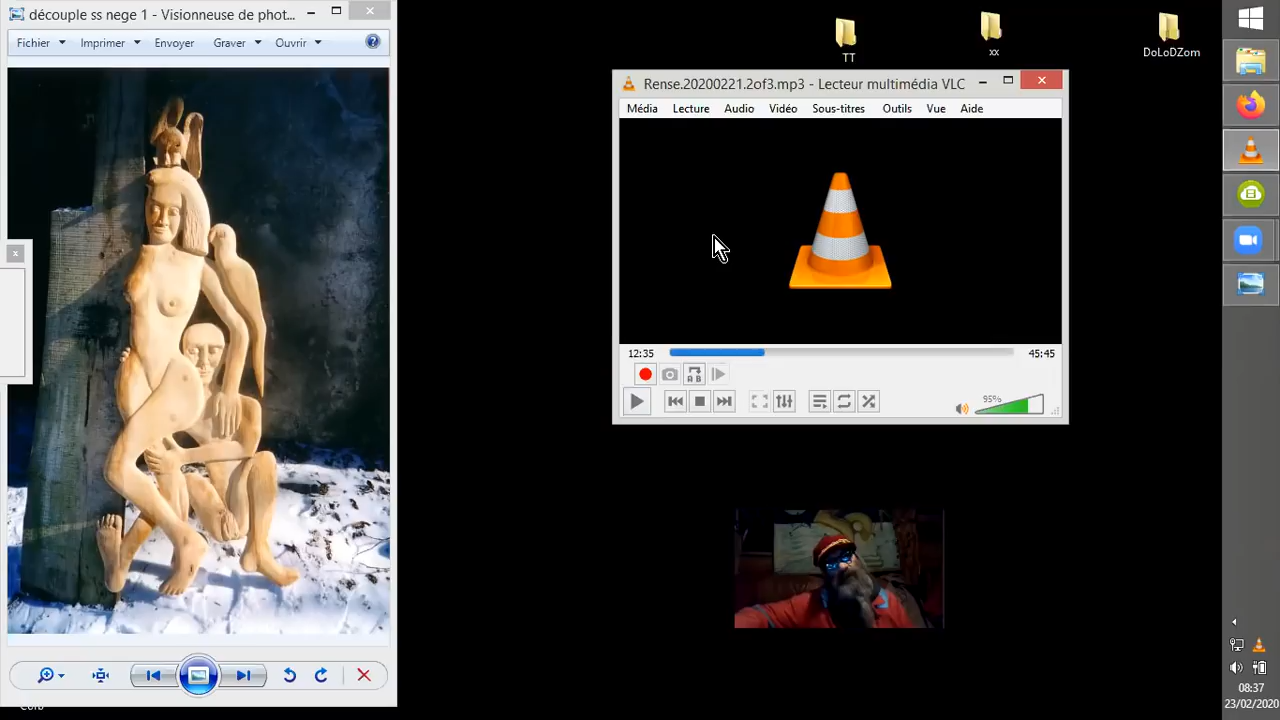 découple ss nege 1 - Visionneuse de phot...
Fichier Imprimer Envoyer Graver Ouvrir
TT
xx
DoLoDZom
Rense.20200221.2of3.mp3 - Lecteur multimédia VLC
Média Lecture Audio Vidéo Sous-titres Outils Vue Aide
12:35
45:45
95%
08:37
23/02/2020